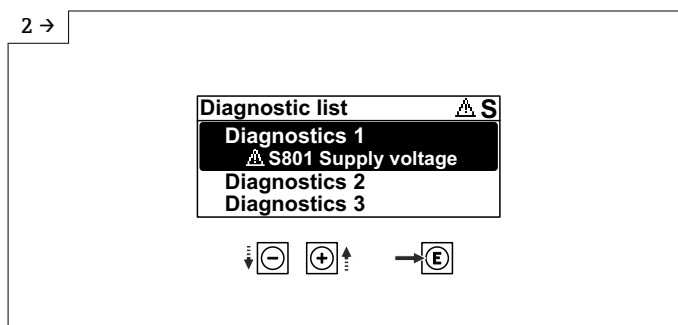 2 →
Diagnostic list ⚠ S
Diagnostics 1
⚠ S801 Supply voltage
Diagnostics 2
Diagnostics 3
− + E